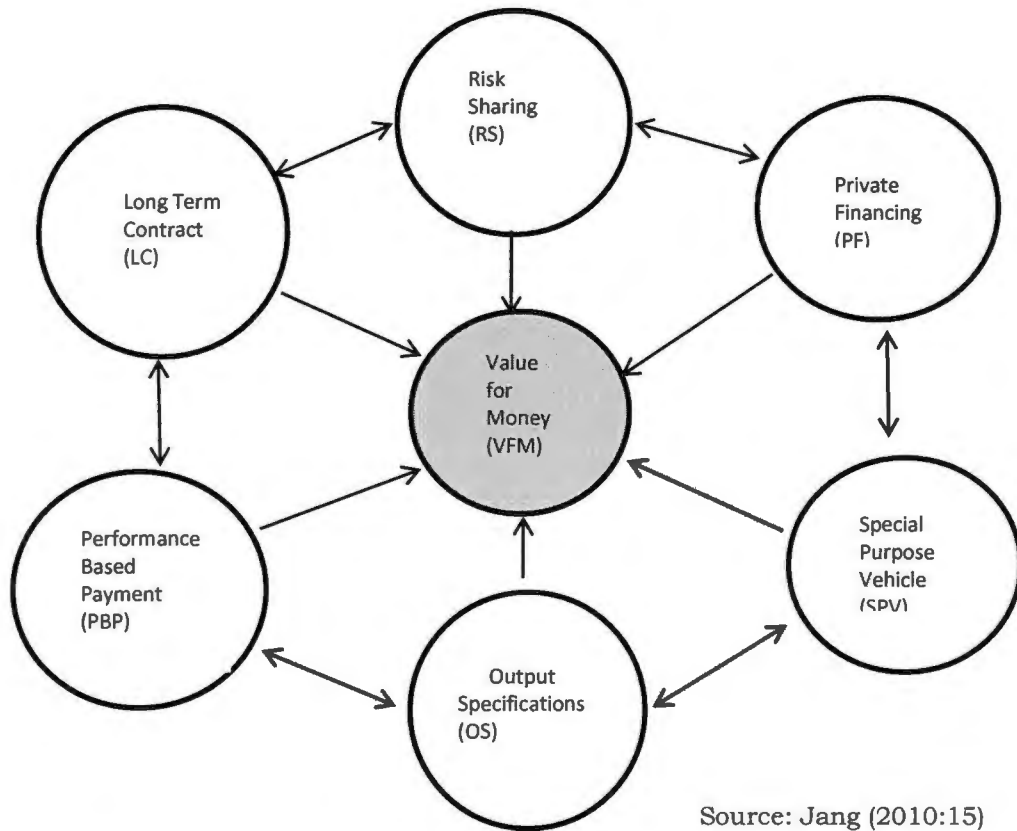 Risk
Sharing
(RS)
Long Term
Contract
(LC)
Private
Financing
(PF)
Value
for
Money
(VFM)
Performance
Based
Payment
(PBP)
Special
Purpose
Vehicle
(SPV)
Output
Specifications
(OS)
Source: Jang (2010:15)